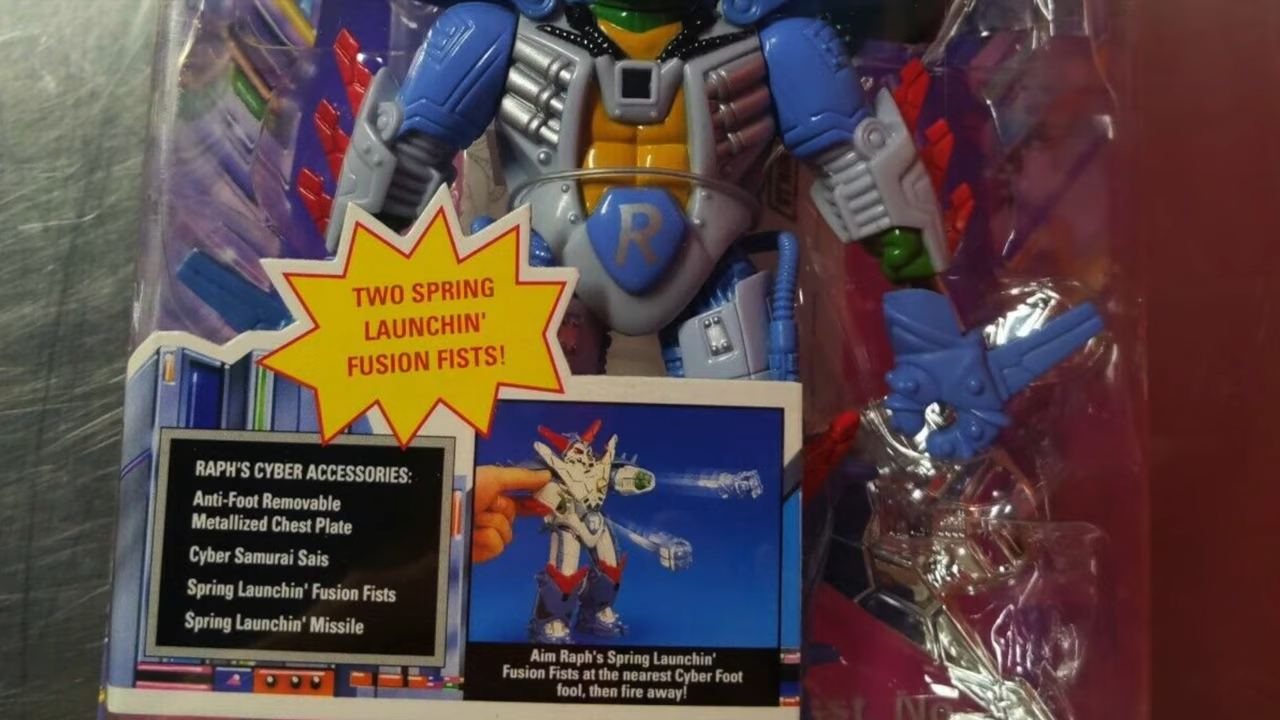 R
TWO SPRING
LAUNCHIN'
FUSION FISTS!
RAPH'S CYBER ACCESSORIES:
Anti-Foot Removable
Metallized Chest Plate
Cyber Samurai Sais
Spring Launchin' Fusion Fists
Spring Launchin' Missile
Aim Raph's Spring Launchin'
Fusion Fists at the nearest Cyber Foot
fool, then fire away!